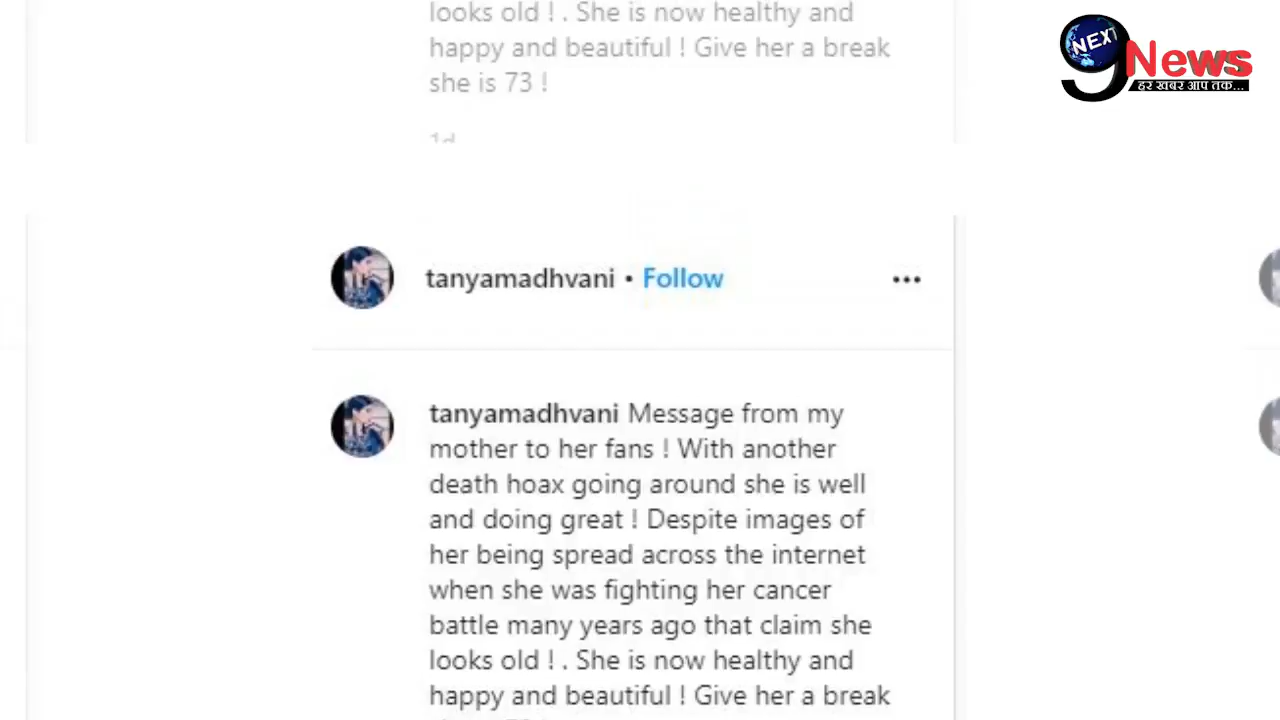 looks old ! . She is now healthy and
happy and beautiful ! Give her a break
she is 73 !
1d
NEXT
9 News
हर खबर आप तक...
tanyamadhvani • Follow
tanyamadhvani Message from my
mother to her fans ! With another
death hoax going around she is well
and doing great ! Despite images of
her being spread across the internet
when she was fighting her cancer
battle many years ago that claim she
looks old ! . She is now healthy and
happy and beautiful ! Give her a break